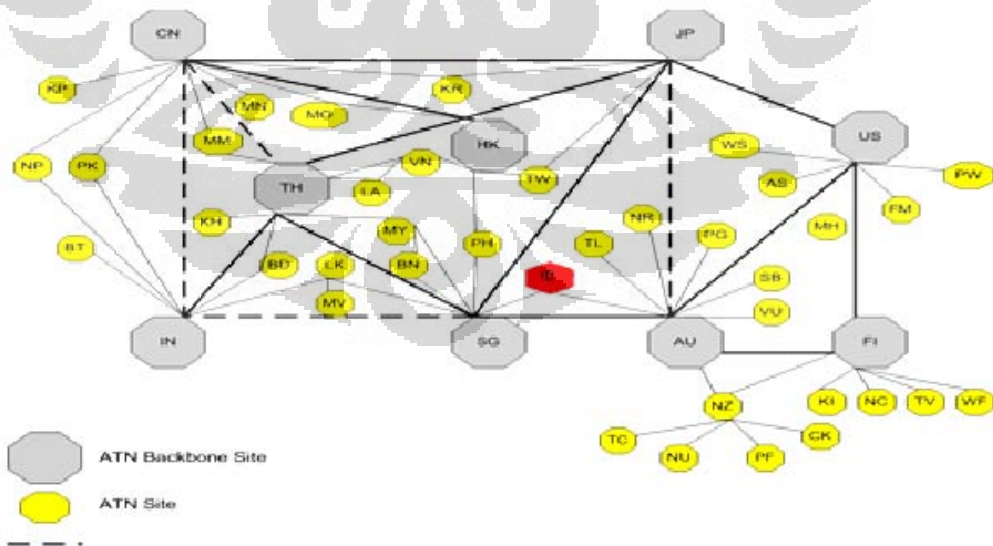 CN
JP
US
KP
MN
MO
KR
MM
HK
WS
NP
PK
VN
TW
AS
PW
TH
LA
FM
KH
MY
NR
MH
BT
PH
TL
PG
BD
LK
BN
SB
MV
VU
IN
SG
AU
FI
NZ
KI
NC
TV
WF
TC
CK
NU
PF
ATN Backbone Site
ATN Site